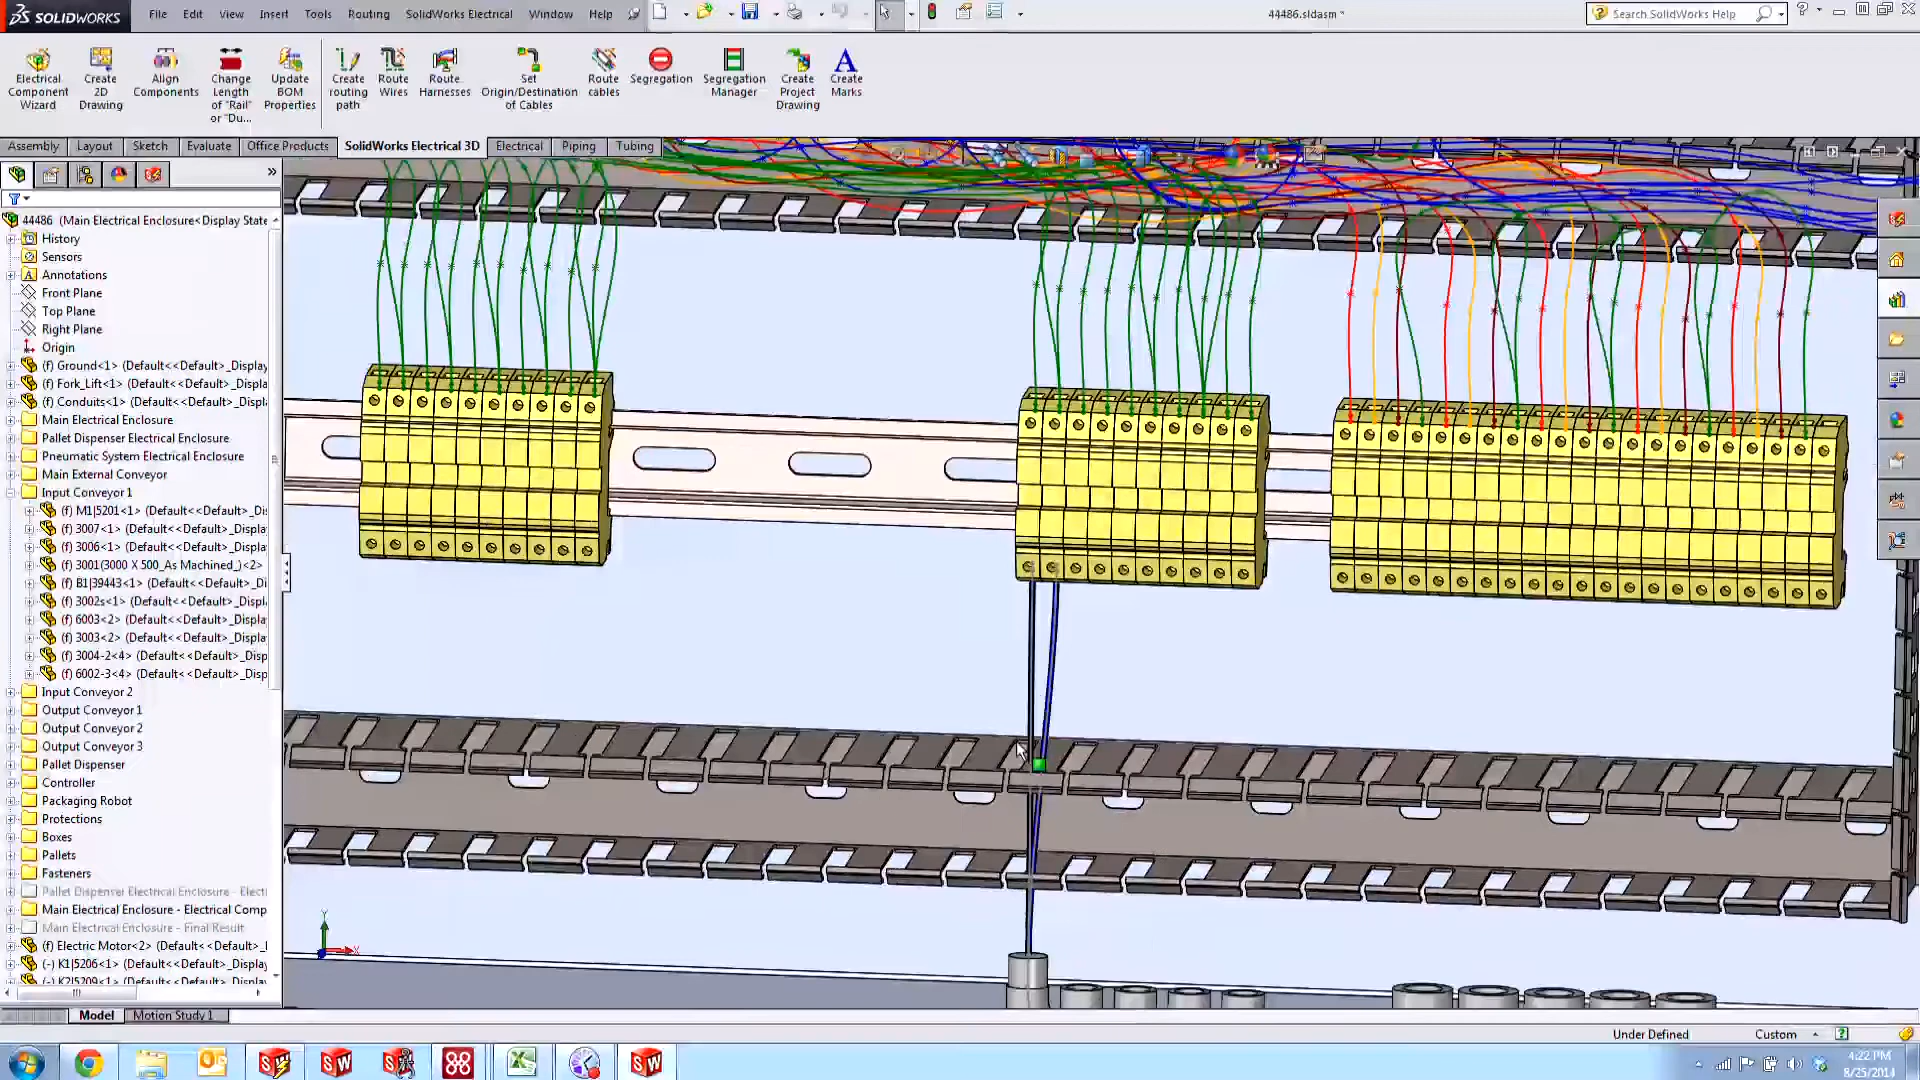 SOLIDWORKS
File Edit View Insert Tools Routing SolidWorks Electrical Window Help
44486.sldasm *
Search SolidWorks Help
Electrical Component Wizard
Create 2D Drawing
Align Components
Change Length of "Rail" or "Du...
Update BOM Properties
Create routing path
Route Wires
Route Harnesses
Set Origin/Destination of Cables
Route cables
Segregation
Segregation Manager
Create Project Drawing
Create Marks
Assembly Layout Sketch Evaluate Office Products SolidWorks Electrical 3D Electrical Piping Tubing
44486 (Main Electrical Enclosure<Display State
History
Sensors
Annotations
Front Plane
Top Plane
Right Plane
Origin
(f) Ground<1> (Default<<Default>_Display
(f) Fork_Lift<1> (Default<<Default>_Displa
(f) Conduits<1> (Default<<Default>_Displa
Main Electrical Enclosure
Pallet Dispenser Electrical Enclosure
Pneumatic System Electrical Enclosure
Main External Conveyor
Input Conveyor 1
(f) M1|5201<1> (Default<<Default>_Di
(f) 3007<1> (Default<<Default>_Displa
(f) 3006<1> (Default<<Default>_Displa
(f) 3001(3000 X 500_As Machined_)<2>
(f) B1|39443<1> (Default<<Default>_Di
(f) 3002s<1> (Default<<Default>_Displa
(f) 6003<2> (Default<<Default>_Displa
(f) 3003<2> (Default<<Default>_Displa
(f) 3004-2<4> (Default<<Default>_Disp
(f) 6002-3<4> (Default<<Default>_Disp
Input Conveyor 2
Output Conveyor 1
Output Conveyor 2
Output Conveyor 3
Pallet Dispenser
Controller
Packaging Robot
Protections
Boxes
Pallets
Fasteners
Pallet Dispenser Electrical Enclosure - Electi
Main Electrical Enclosure - Electrical Comp
Main Electrical Enclosure - Final Result
(f) Electric Motor<2> (Default<<Default>_
(-) K1|5206<1> (Default<<Default>_Display
(-) K2|5209<1> (Default<<Default>_Display
Y
X
Model Motion Study 1
Under Defined Custom
4:22 PM
8/25/2014